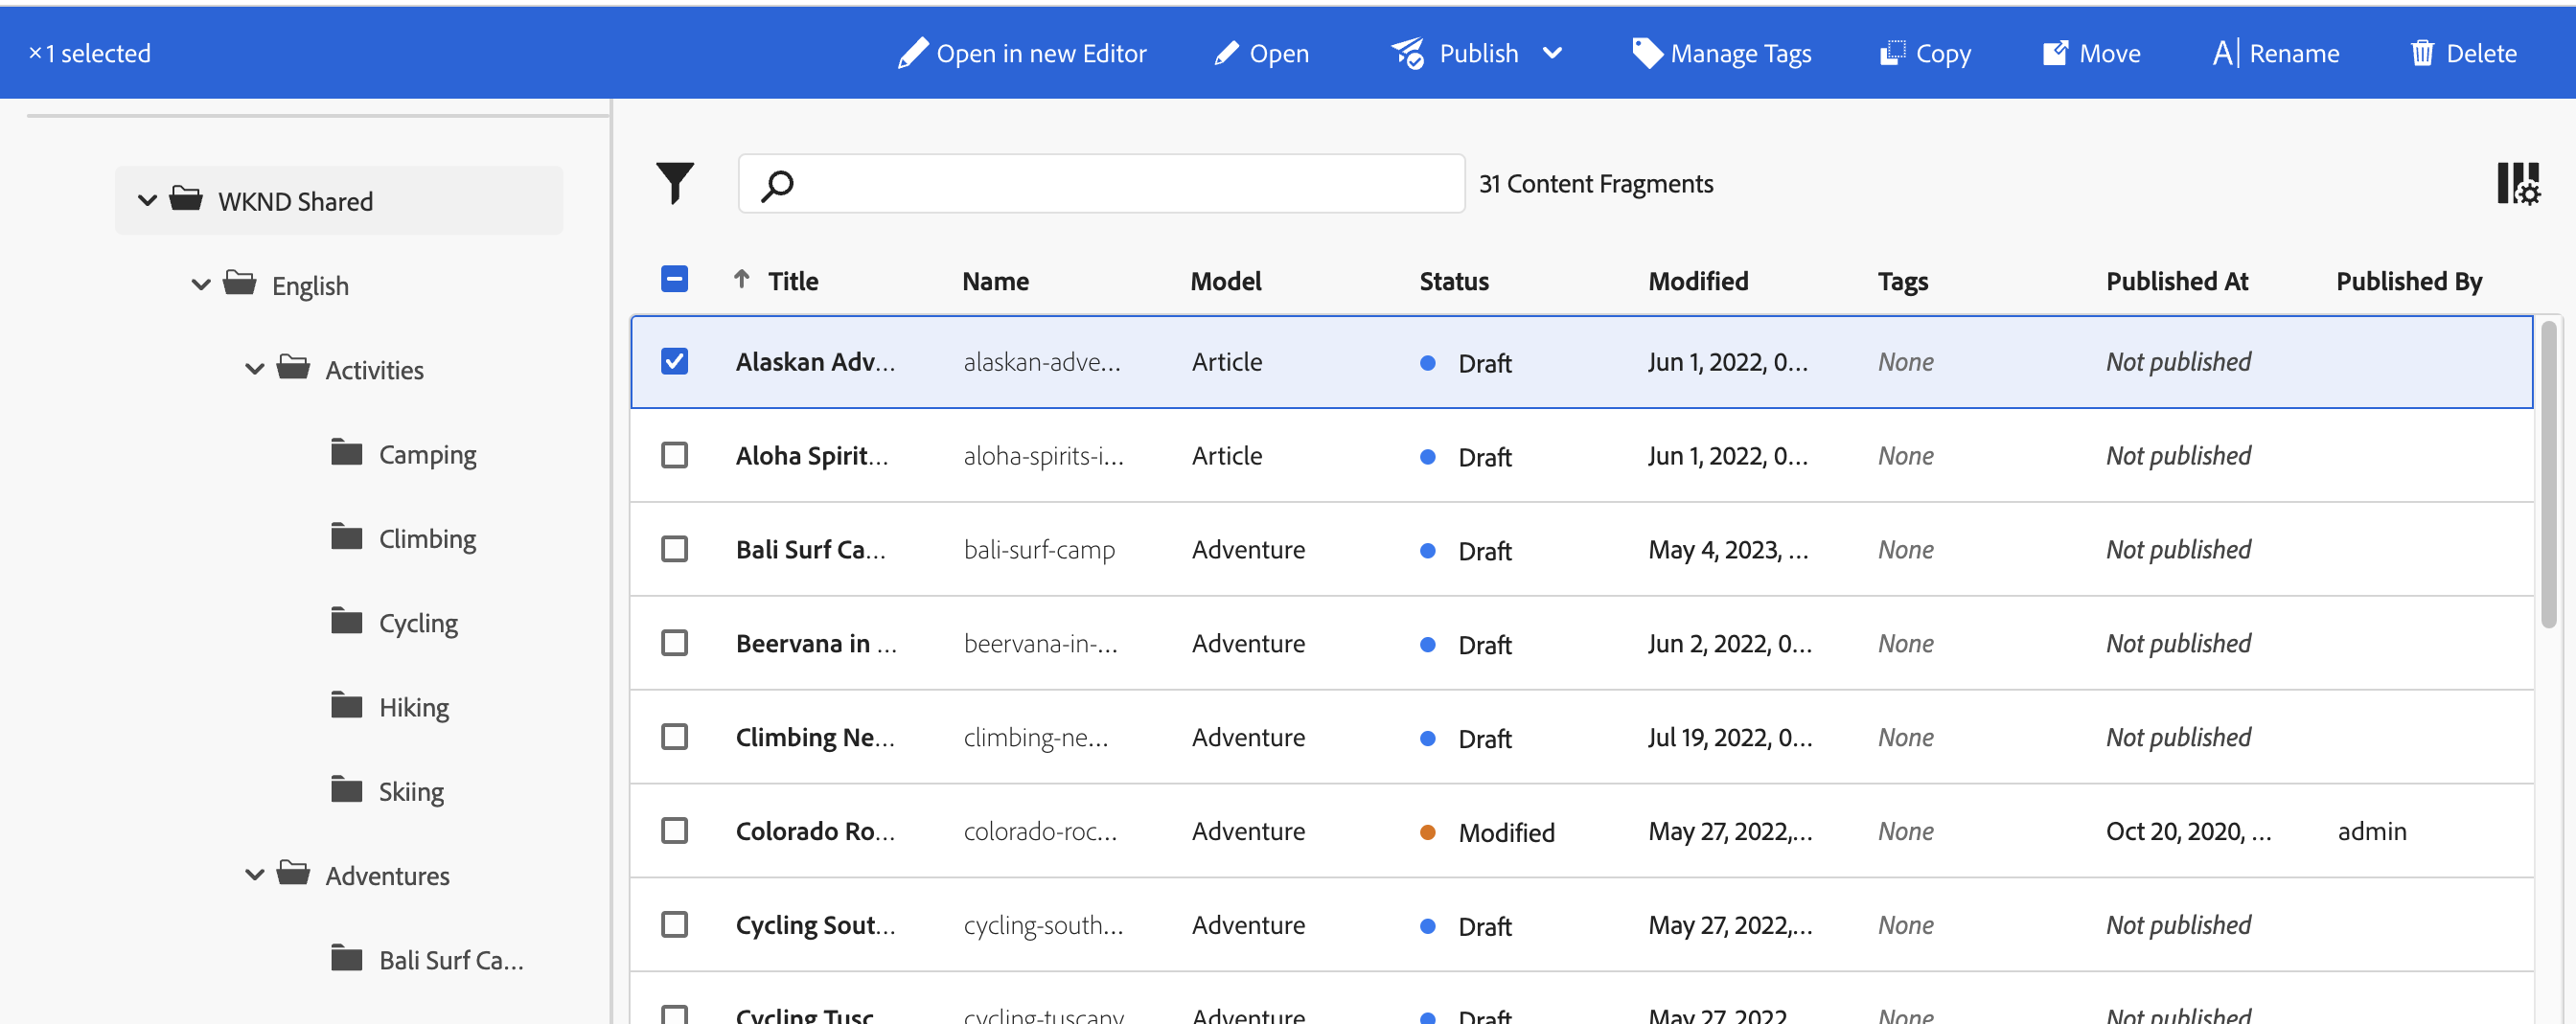 ×1 selected Open in new Editor Open Publish Manage Tags Copy Move A| Rename Delete
WKND Shared
English
Activities
Camping
Climbing
Cycling
Hiking
Skiing
Adventures
Bali Surf Ca...
31 Content Fragments
Title Name Model Status Modified Tags Published At Published By
Alaskan Adv... alaskan-adve... Article Draft Jun 1, 2022, 0... None Not published
Aloha Spirit... aloha-spirits-i... Article Draft Jun 1, 2022, 0... None Not published
Bali Surf Ca... bali-surf-camp Adventure Draft May 4, 2023, ... None Not published
Beervana in ... beervana-in-... Adventure Draft Jun 2, 2022, 0... None Not published
Climbing Ne... climbing-ne... Adventure Draft Jul 19, 2022, 0... None Not published
Colorado Ro... colorado-roc... Adventure Modified May 27, 2022,... None Oct 20, 2020, ... admin
Cycling Sout... cycling-south... Adventure Draft May 27, 2022,... None Not published
Cycling Tusc cycling-tuscany Adventure Draft May 27, 2022 None Not published